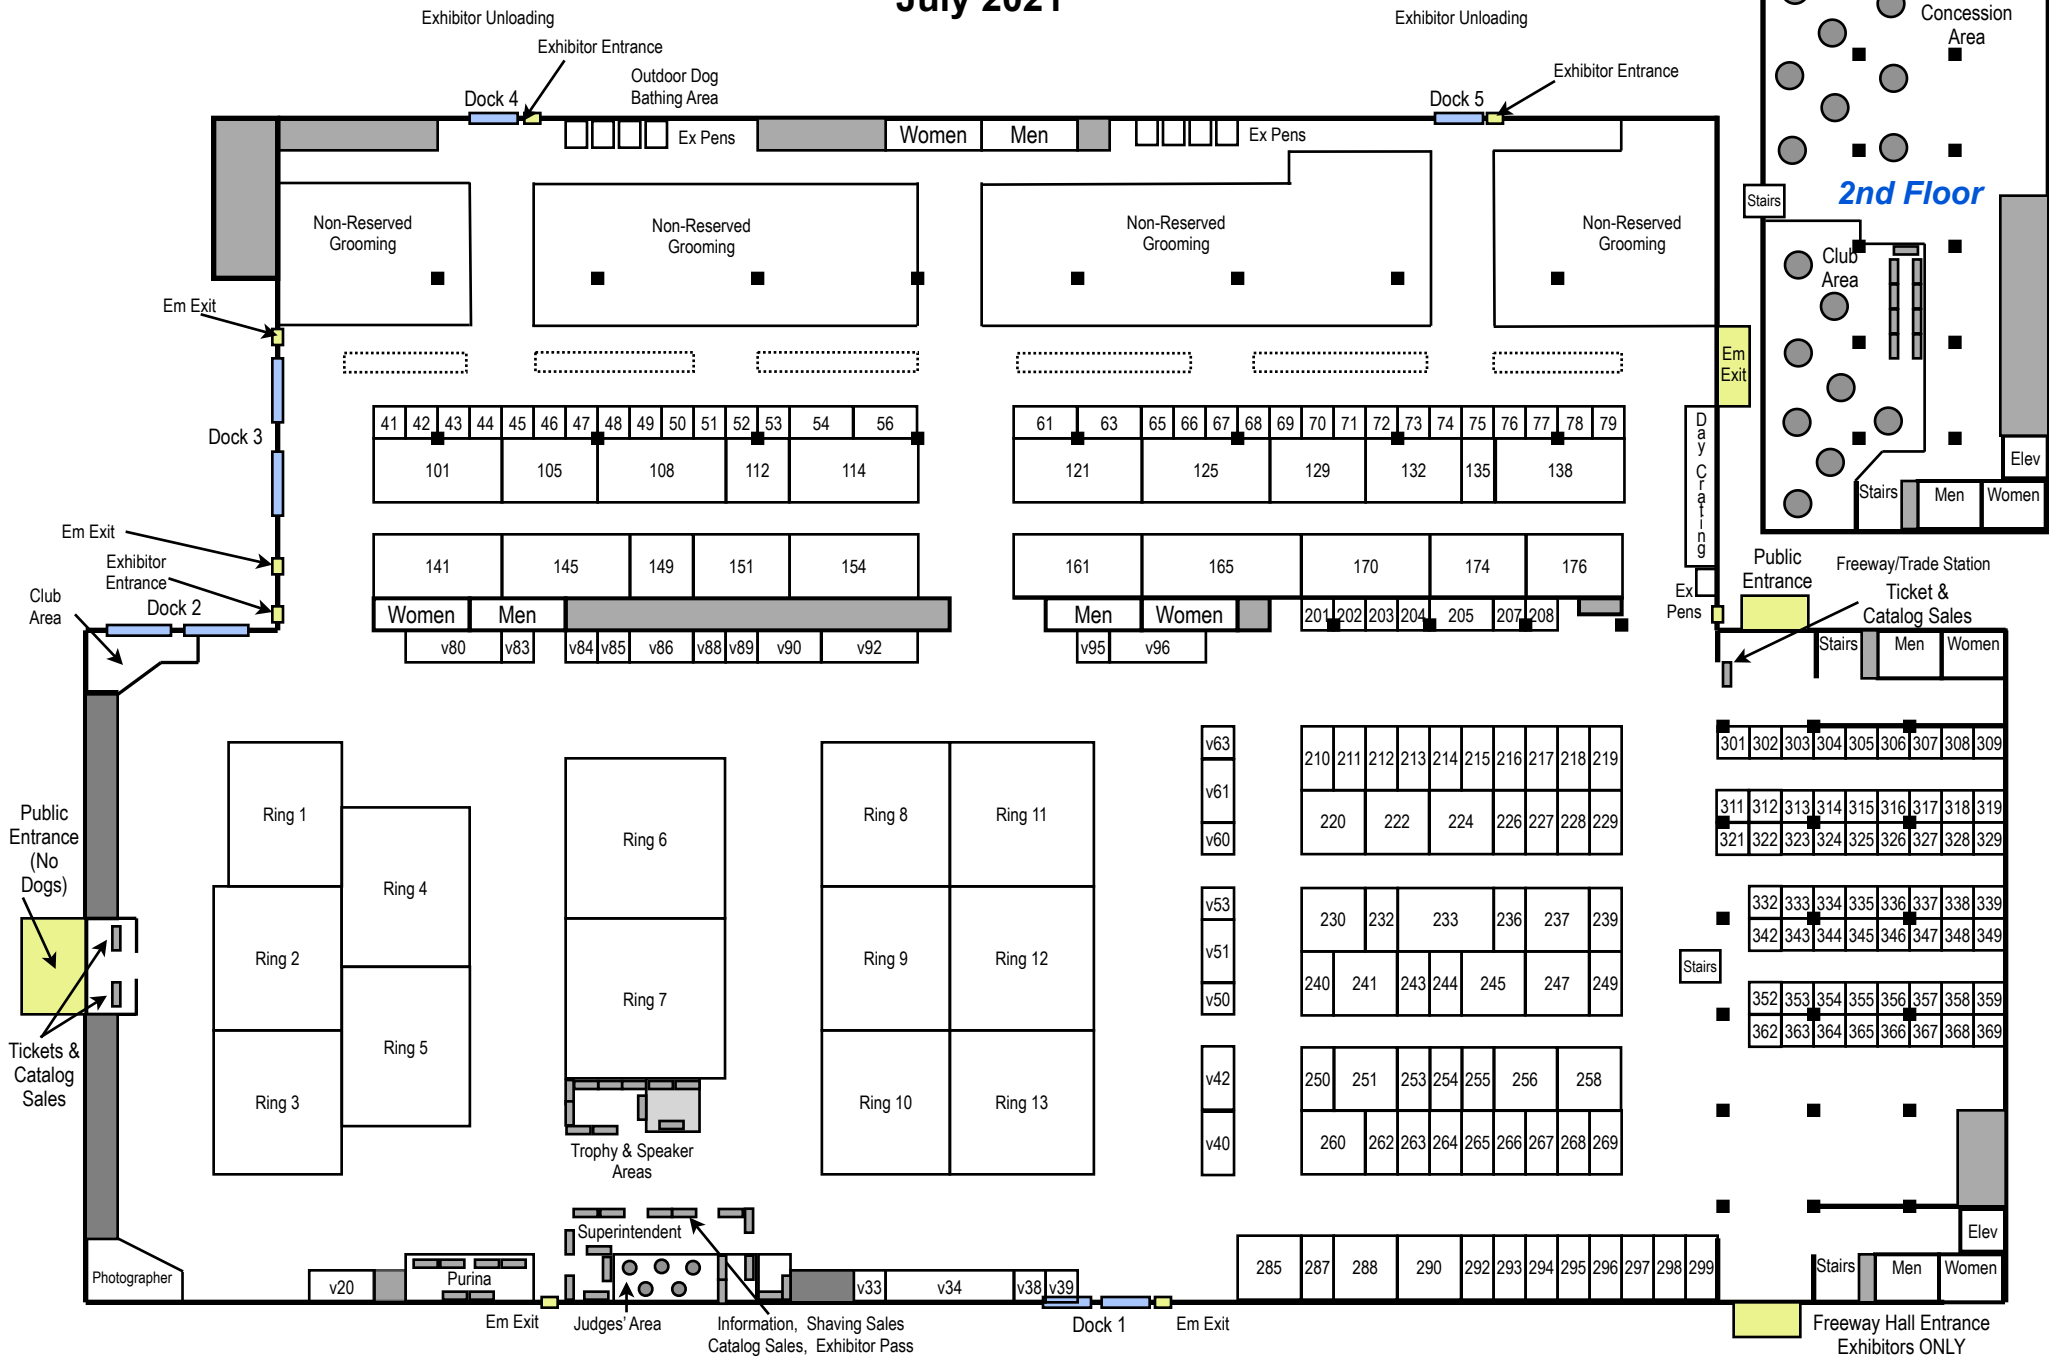 July 2021
Exhibitor Unloading
Exhibitor Unloading
Exhibitor Entrance
Outdoor Dog
Bathing Area
Exhibitor Entrance
Dock 4
Dock 5
Ex Pens
Women
Men
Ex Pens
Concession
Area
2nd Floor
Stairs
Club
Area
Elev
Stairs
Men
Women
Non-Reserved
Grooming
Non-Reserved
Grooming
Non-Reserved
Grooming
Non-Reserved
Grooming
Em Exit
Em
Exit
Dock 3
41 42 43 44 45 46 47 48 49 50 51 52 53 54 56
61 63 65 66 67 68 69 70 71 72 73 74 75 76 77 78 79
101 105 108 112 114
121 125 129 132 135 138
Day Crating
Em Exit
Exhibitor
Entrance
Dock 2
Club
Area
141 145 149 151 154
161 165 170 174 176
Ex
Pens
Public
Entrance
Freeway/Trade Station
Ticket &
Catalog Sales
Women
Men
Men
Women
201 202 203 204 205 207 208
v80 v83 v84 v85 v86 v88 v89 v90 v92
v95 v96
Stairs
Men
Women
Ring 1
Ring 2
Ring 3
Ring 4
Ring 5
Ring 6
Ring 7
Ring 8
Ring 9
Ring 10
Ring 11
Ring 12
Ring 13
v63
v61
v60
v53
v51
v50
v42
v40
210 211 212 213 214 215 216 217 218 219
220 222 224 226 227 228 229
230 232 233 236 237 239
240 241 243 244 245 247 249
250 251 253 254 255 256 258
260 262 263 264 265 266 267 268 269
301 302 303 304 305 306 307 308 309
311 312 313 314 315 316 317 318 319
321 322 323 324 325 326 327 328 329
332 333 334 335 336 337 338 339
342 343 344 345 346 347 348 349
Stairs
352 353 354 355 356 357 358 359
362 363 364 365 366 367 368 369
Public
Entrance
(No
Dogs)
Tickets &
Catalog
Sales
Trophy & Speaker
Areas
Superintendent
Photographer
v20
Purina
v33 v34 v38 v39
285 287 288 290 292 293 294 295 296 297 298 299
Elev
Stairs
Men
Women
Em Exit
Judges' Area
Information, Shaving Sales
Catalog Sales, Exhibitor Pass
Dock 1
Em Exit
Freeway Hall Entrance
Exhibitors ONLY